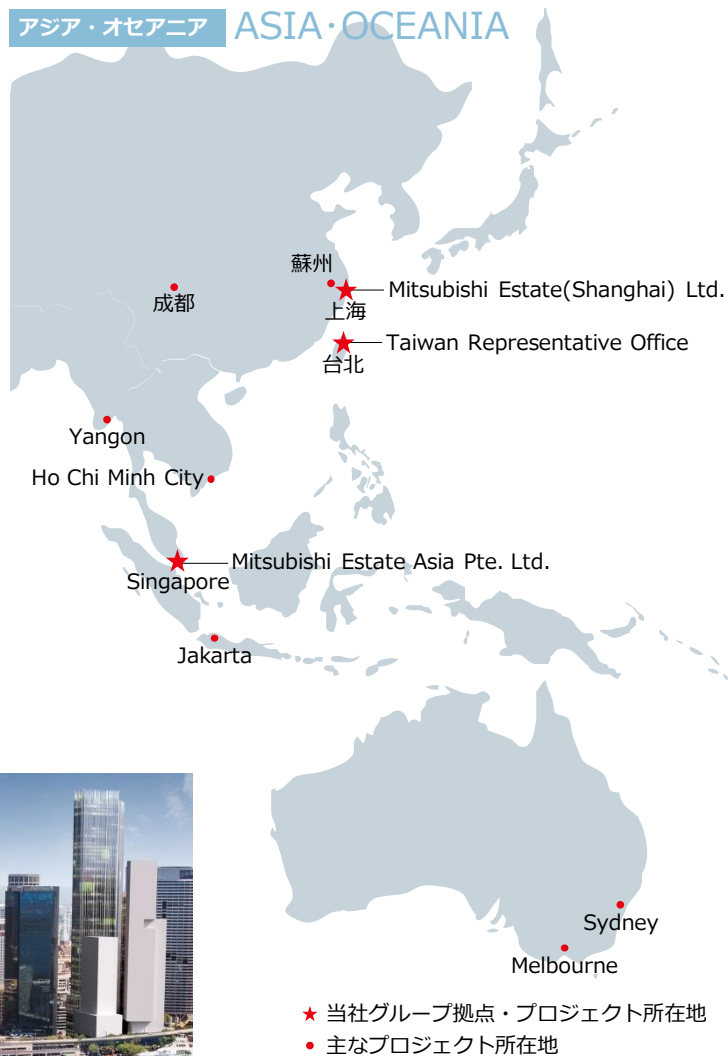 アジア・オセアニア ASIA・OCEANIA
蘇州
成都
上海
Mitsubishi Estate(Shanghai) Ltd.
台北
Taiwan Representative Office
Yangon
Ho Chi Minh City
Mitsubishi Estate Asia Pte. Ltd.
Singapore
Jakarta
Sydney
Melbourne
★ 当社グループ拠点・プロジェクト所在地
● 主なプロジェクト所在地